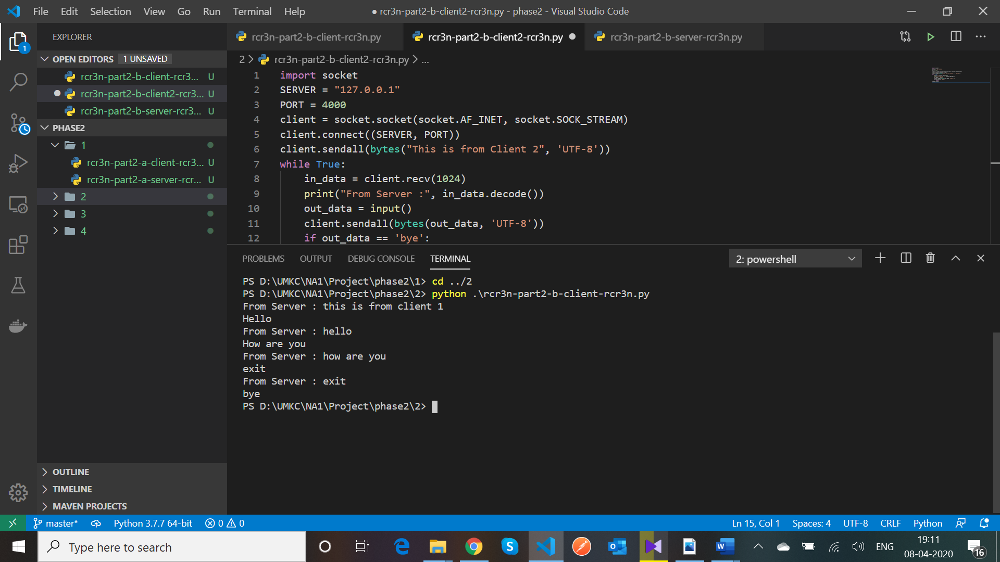 File Edit Selection View Go Run Terminal Help
● rcr3n-part2-b-client2-rcr3n.py - phase2 - Visual Studio Code
EXPLORER
1
OPEN EDITORS 1 UNSAVED
rcr3n-part2-b-client-rcr3... U
rcr3n-part2-b-client2-rcr3... U
rcr3n-part2-b-server-rcr3... U
PHASE2
1
rcr3n-part2-a-client-rcr3... U
rcr3n-part2-a-server-rcr... U
2
3
4
OUTLINE
TIMELINE
MAVEN PROJECTS
rcr3n-part2-b-client-rcr3n.py
rcr3n-part2-b-client2-rcr3n.py
rcr3n-part2-b-server-rcr3n.py
2 > rcr3n-part2-b-client2-rcr3n.py > ...
1 import socket
2 SERVER = "127.0.0.1"
3 PORT = 4000
4 client = socket.socket(socket.AF_INET, socket.SOCK_STREAM)
5 client.connect((SERVER, PORT))
6 client.sendall(bytes("This is from Client 2", 'UTF-8'))
7 while True:
8 in_data = client.recv(1024)
9 print("From Server :", in_data.decode())
10 out_data = input()
11 client.sendall(bytes(out_data, 'UTF-8'))
12 if out_data == 'bye':
PROBLEMS OUTPUT DEBUG CONSOLE TERMINAL
2: powershell
PS D:\UMKC\NA1\Project\phase2\1> cd ../2
PS D:\UMKC\NA1\Project\phase2\2> python .\rcr3n-part2-b-client-rcr3n.py
From Server : this is from client 1
Hello
From Server : hello
How are you
From Server : how are you
exit
From Server : exit
bye
PS D:\UMKC\NA1\Project\phase2\2>
master* Python 3.7.7 64-bit 0 0
Ln 15, Col 1 Spaces: 4 UTF-8 CRLF Python
Type here to search
ENG
19:11
08-04-2020
16